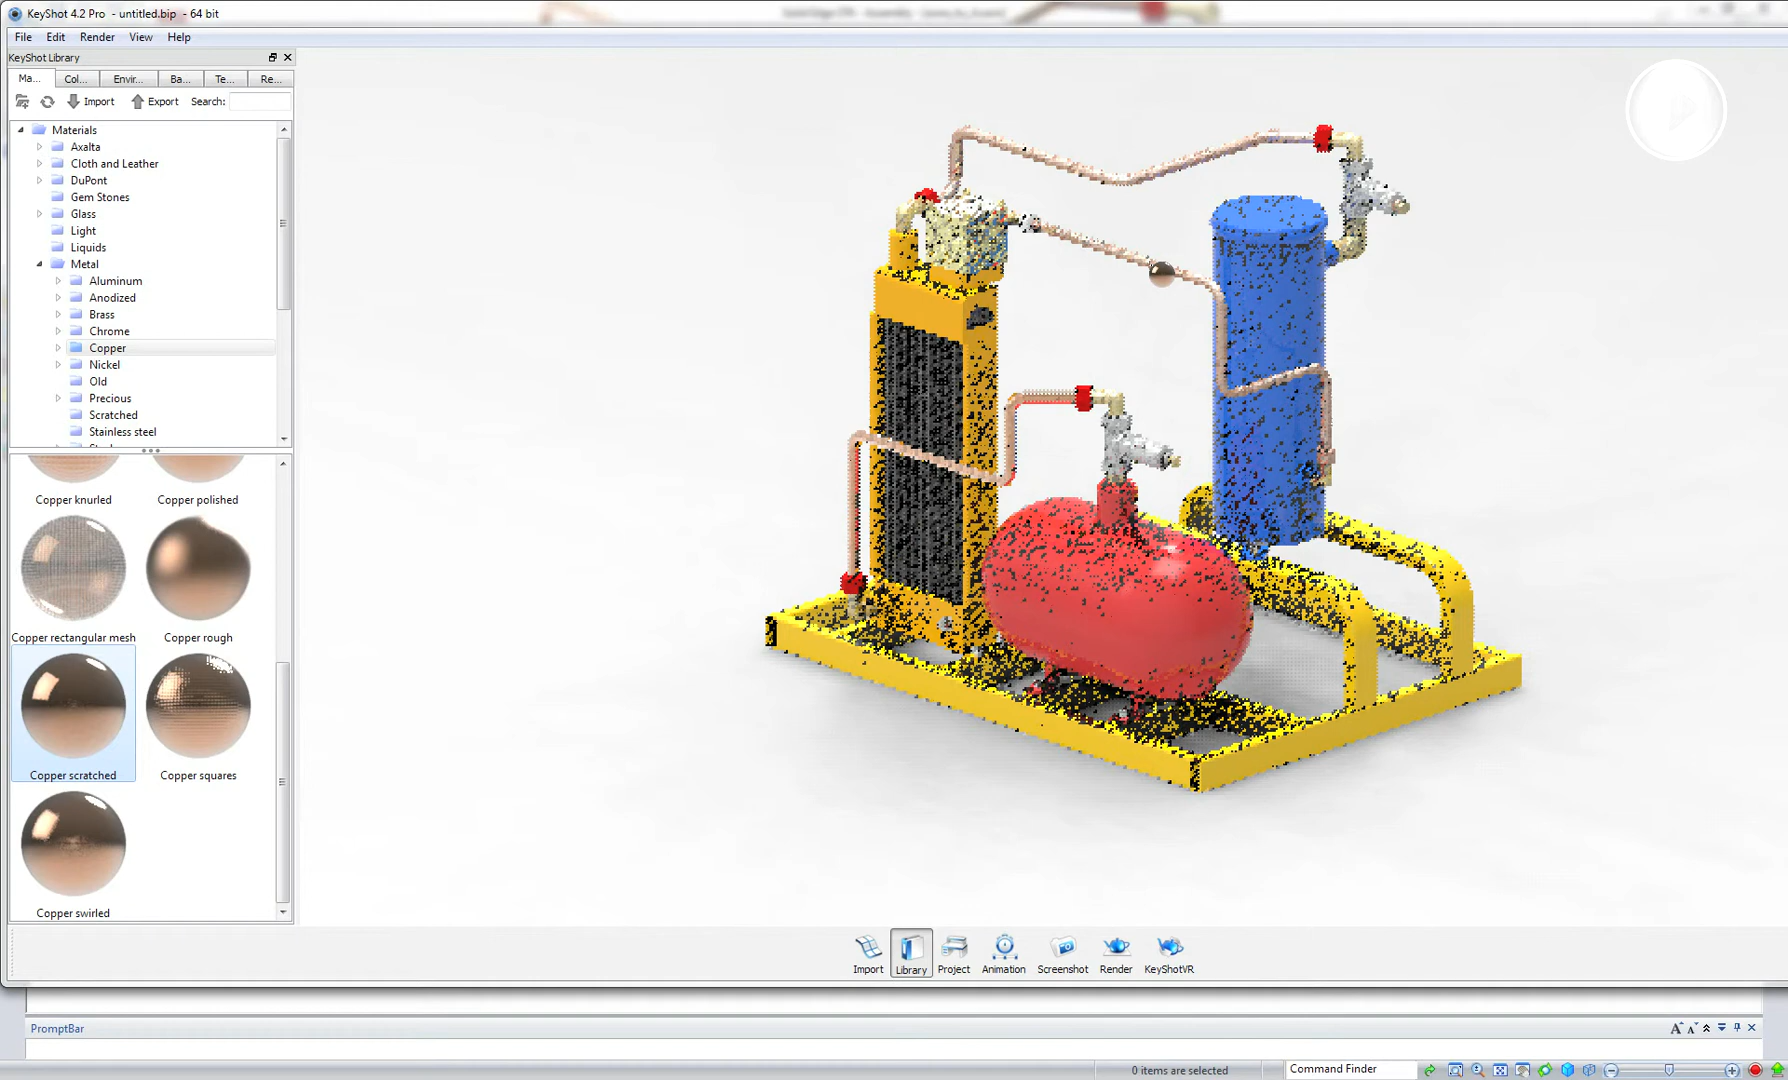 KeyShot 4.2 Pro - untitled.bip - 64 bit
File Edit Render View Help
KeyShot Library
Ma... Col... Envir... Ba... Te... Re...
Import Export Search:
Materials
Axalta
Cloth and Leather
DuPont
Gem Stones
Glass
Light
Liquids
Metal
Aluminum
Anodized
Brass
Chrome
Copper
Nickel
Old
Precious
Scratched
Stainless steel
Copper knurled Copper polished
Copper rectangular mesh Copper rough
Copper scratched Copper squares
Copper swirled
Import Library Project Animation Screenshot Render KeyShotVR
PromptBar
0 items are selected Command Finder